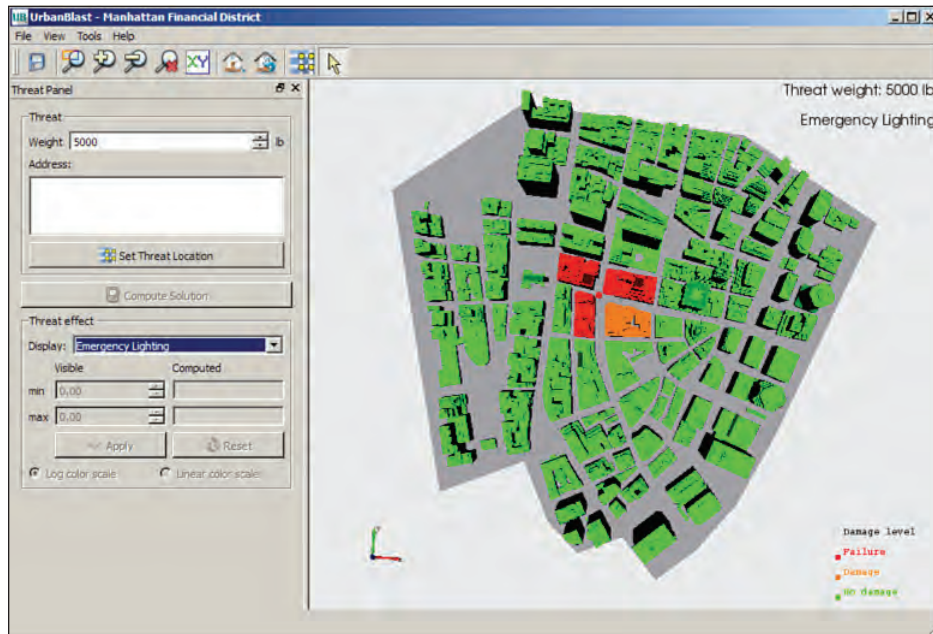 UB UrbanBlast - Manhattan Financial District
File View Tools Help
XY
Threat Panel
Threat weight: 5000 lb
Emergency Lighting
Threat
Weight 5000 lb
Address:
Set Threat Location
Compute Solution
Threat effect
Display: Emergency Lighting
Visible Computed
min 0.00
max 0.00
Apply Reset
Log color scale Linear color scale
Damage level
Failure
Damage
No damage